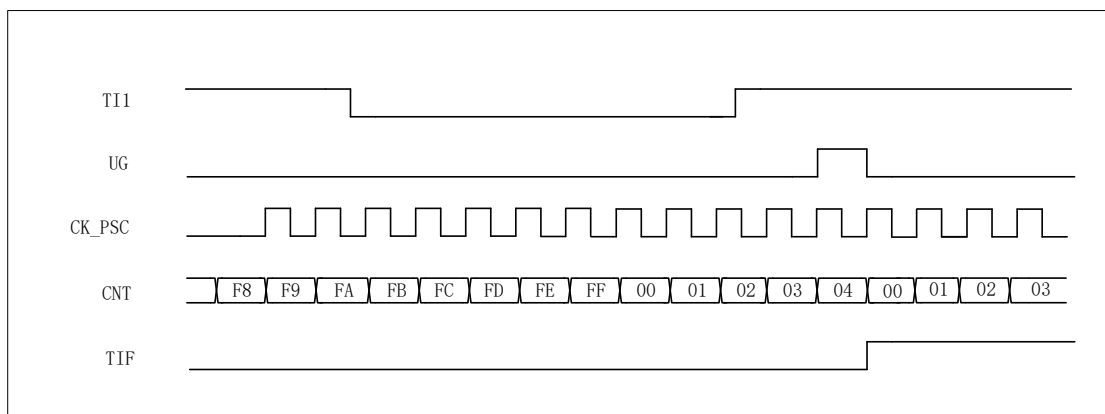 TI1
UG
CK_PSC
CNT F8 F9 FA FB FC FD FE FF 00 01 02 03 04 00 01 02 03
TIF